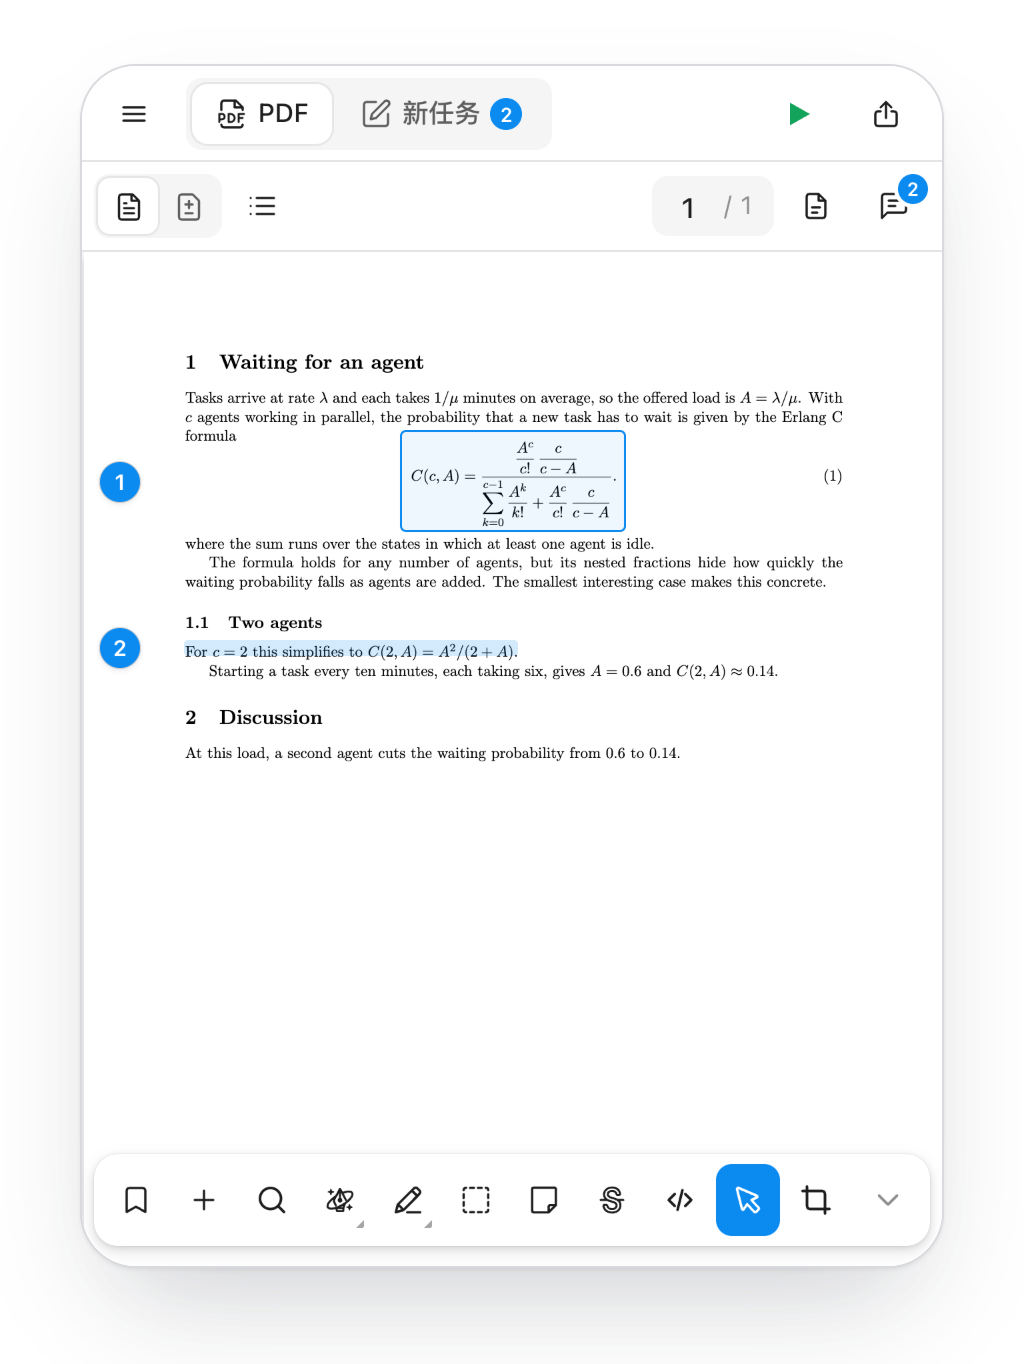 PDF 新任务 2
1 / 1 2
1 Waiting for an agent
Tasks arrive at rate λ and each takes 1/μ minutes on average, so the offered load is A = λ/μ. With
c agents working in parallel, the probability that a new task has to wait is given by the Erlang C
formula
1
C(c, A) = \frac{\frac{A^c}{c!} \frac{c}{c − A}}{\sum_{k=0}^{c−1} \frac{A^k}{k!} + \frac{A^c}{c!} \frac{c}{c − A}}. (1)
where the sum runs over the states in which at least one agent is idle.
The formula holds for any number of agents, but its nested fractions hide how quickly the
waiting probability falls as agents are added. The smallest interesting case makes this concrete.
1.1 Two agents
2
For c = 2 this simplifies to C(2, A) = A²/(2 + A).
Starting a task every ten minutes, each taking six, gives A = 0.6 and C(2, A) ≈ 0.14.
2 Discussion
At this load, a second agent cuts the waiting probability from 0.6 to 0.14.